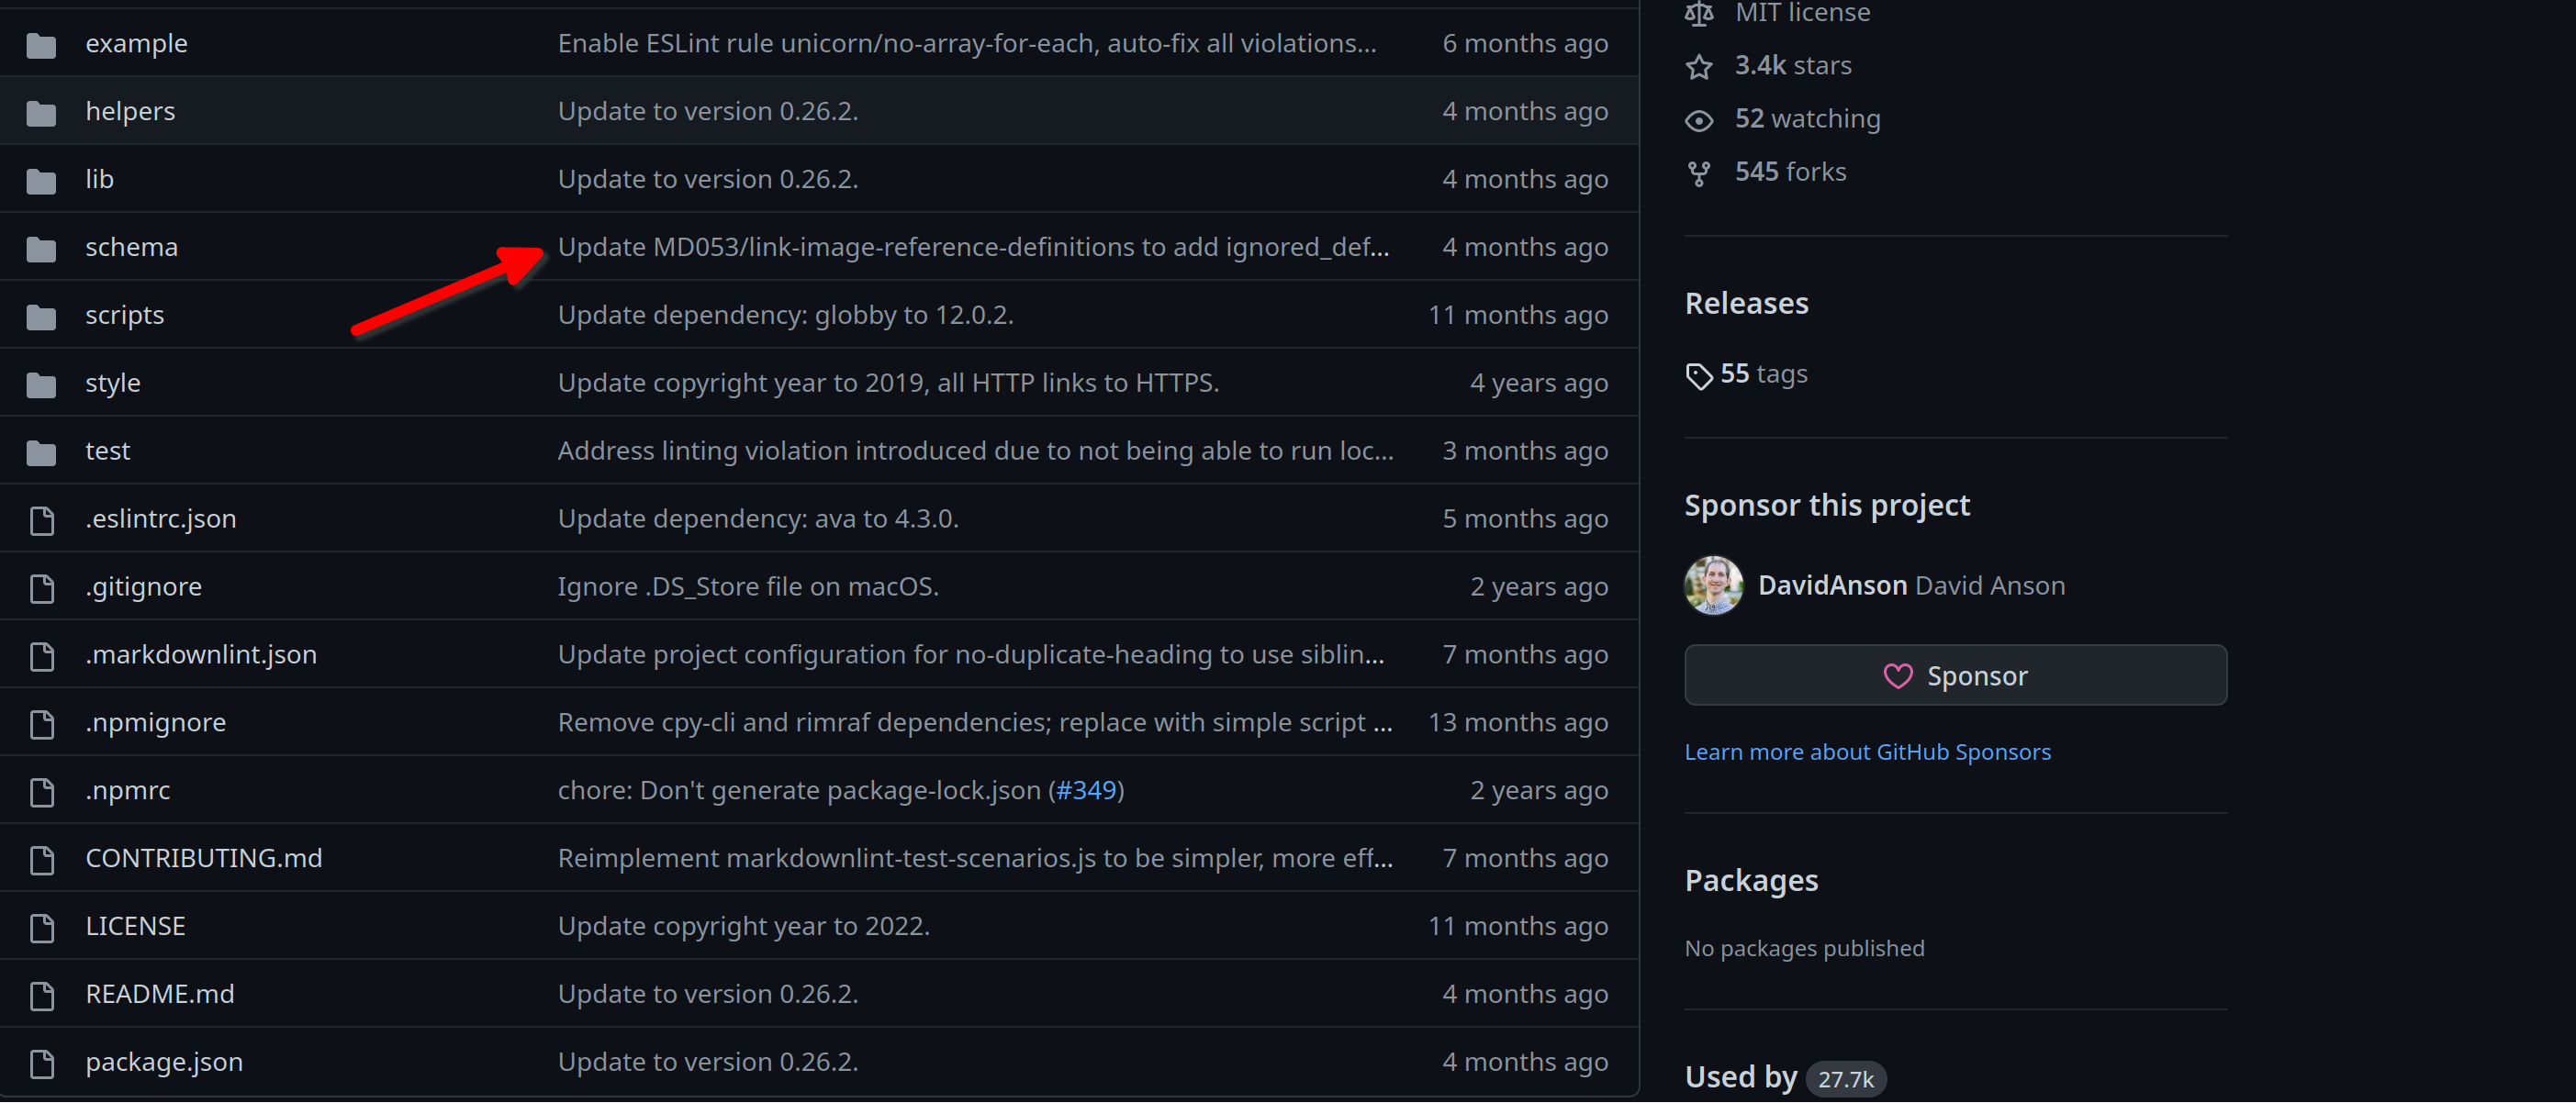 example Enable ESLint rule unicorn/no-array-for-each, auto-fix all violations... 6 months ago
helpers Update to version 0.26.2. 4 months ago
lib Update to version 0.26.2. 4 months ago
schema Update MD053/link-image-reference-definitions to add ignored_def... 4 months ago
scripts Update dependency: globby to 12.0.2. 11 months ago
style Update copyright year to 2019, all HTTP links to HTTPS. 4 years ago
test Address linting violation introduced due to not being able to run loc... 3 months ago
.eslintrc.json Update dependency: ava to 4.3.0. 5 months ago
.gitignore Ignore .DS_Store file on macOS. 2 years ago
.markdownlint.json Update project configuration for no-duplicate-heading to use siblin... 7 months ago
.npmignore Remove cpy-cli and rimraf dependencies; replace with simple script ... 13 months ago
.npmrc chore: Don't generate package-lock.json (#349) 2 years ago
CONTRIBUTING.md Reimplement markdownlint-test-scenarios.js to be simpler, more eff... 7 months ago
LICENSE Update copyright year to 2022. 11 months ago
README.md Update to version 0.26.2. 4 months ago
package.json Update to version 0.26.2. 4 months ago
MIT license
3.4k stars
52 watching
545 forks
Releases
55 tags
Sponsor this project
DavidAnson David Anson
Sponsor
Learn more about GitHub Sponsors
Packages
No packages published
Used by 27.7k